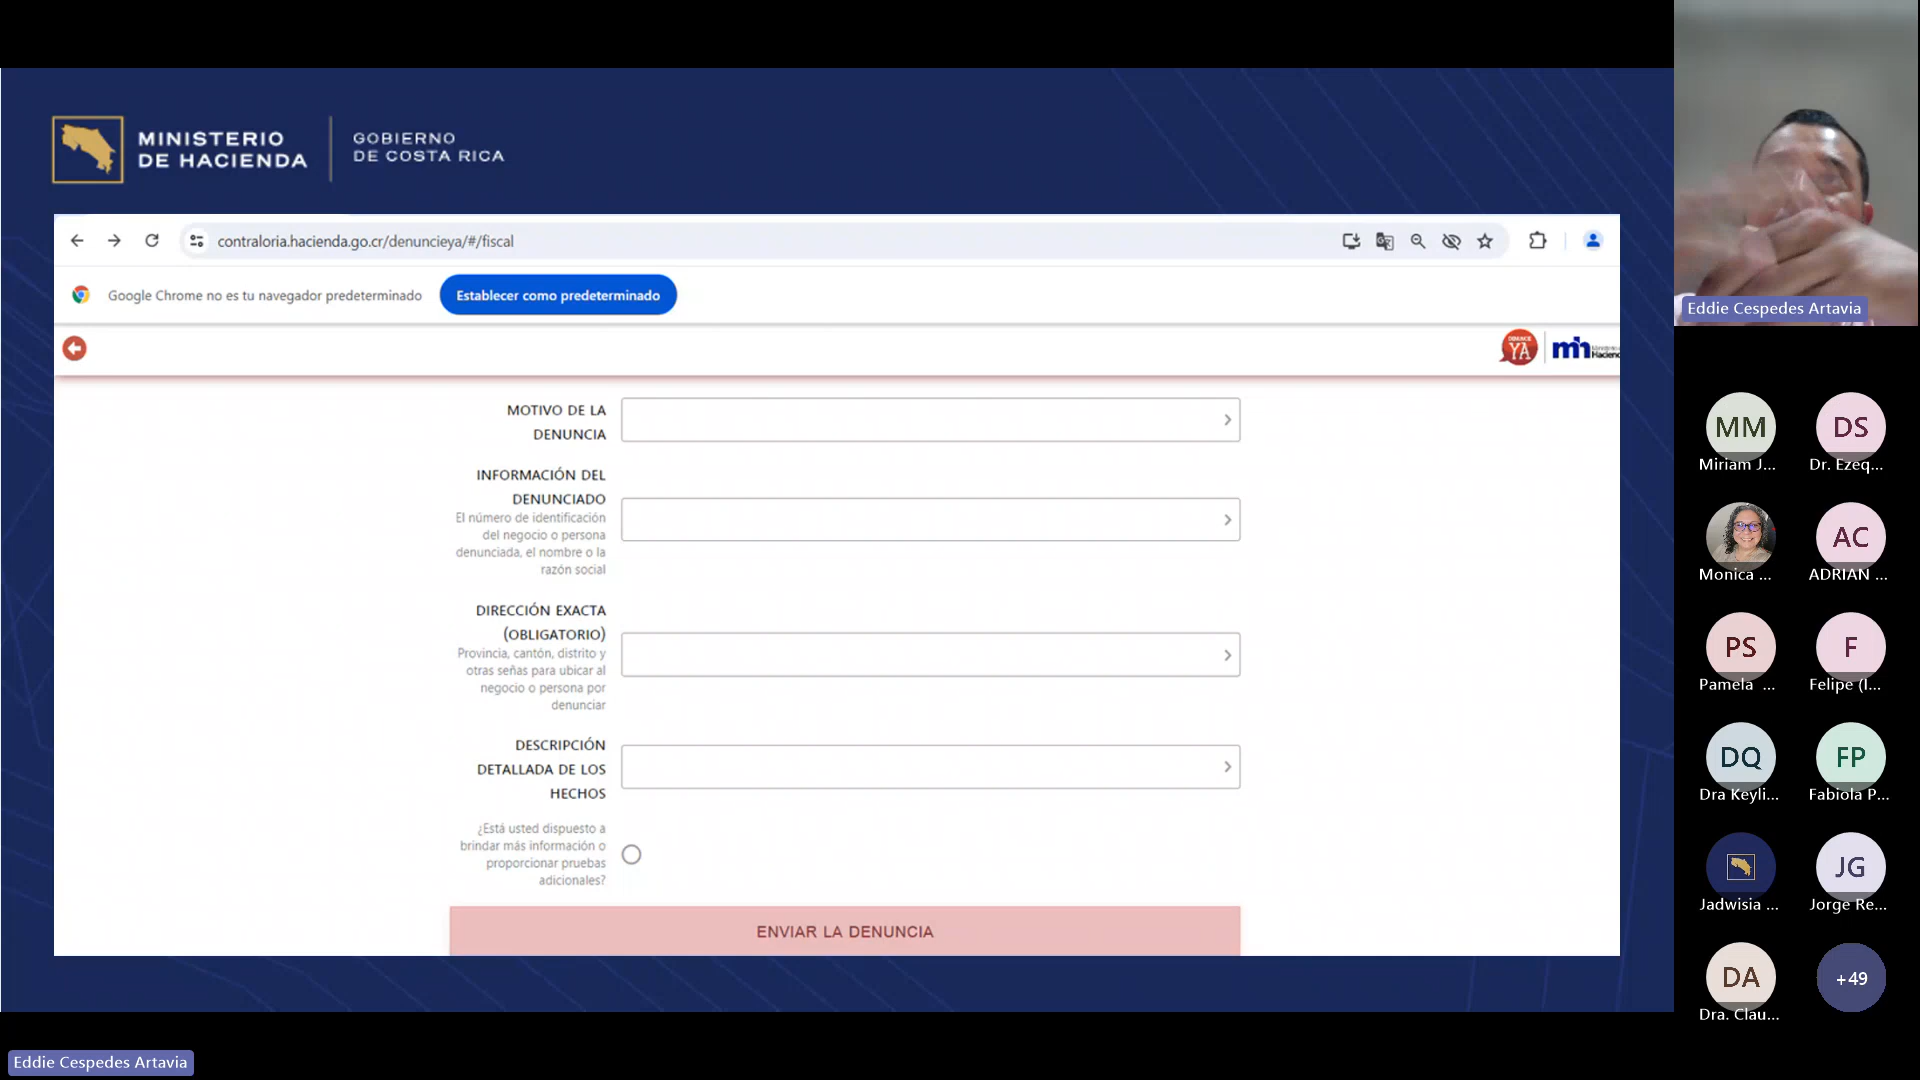 MINISTERIO
DE HACIENDA
GOBIERNO
DE COSTA RICA
contraloria.hacienda.go.cr/denuncieya/#/fiscal
Google Chrome no es tu navegador predeterminado
Establecer como predeterminado
YA
mh
MOTIVO DE LA
DENUNCIA
INFORMACIÓN DEL
DENUNCIADO
El número de identificación
del negocio o persona
denunciada, el nombre o la
razón social
DIRECCIÓN EXACTA
(OBLIGATORIO)
Provincia, cantón, distrito y
otras señas para ubicar al
negocio o persona por
denunciar
DESCRIPCIÓN
DETALLADA DE LOS
HECHOS
¿Está usted dispuesto a
brindar más información o
proporcionar pruebas
adicionales?
ENVIAR LA DENUNCIA
Eddie Cespedes Artavia
MM
Miriam J...
DS
Dr. Ezeq...
Monica ...
AC
ADRIAN ...
PS
Pamela ...
F
Felipe (I...
DQ
Dra Keyli...
FP
Fabiola P...
Jadwisia ...
JG
Jorge Re...
DA
Dra. Clau...
+49
Eddie Cespedes Artavia